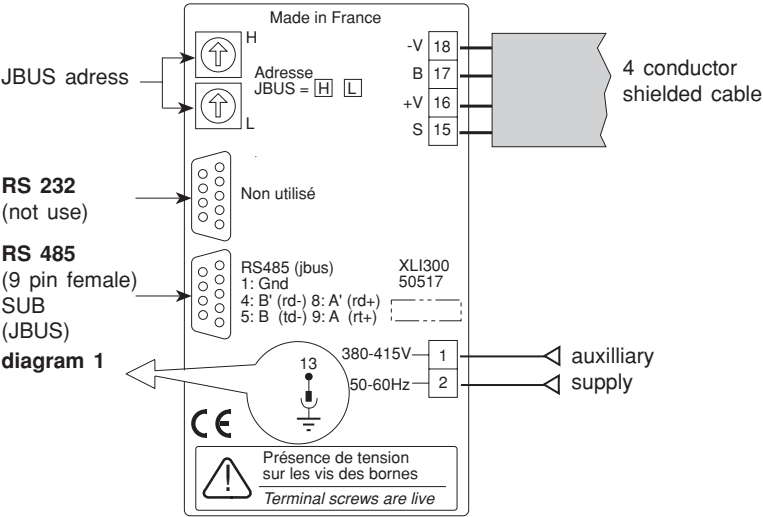 Made in France
JBUS adress
H
Adresse
JBUS = H L
L
-V 18
B 17
+V 16
S 15
4 conductor
shielded cable
RS 232
(not use)
Non utilisé
RS 485
(9 pin female)
SUB
(JBUS)
diagram 1
RS485 (jbus)
1: Gnd
4: B' (rd-) 8: A' (rd+)
5: B (td-) 9: A (rt+)
XLI300
50517
13
380-415V 1
50-60Hz 2
auxilliary
supply
CE
!
Présence de tension
sur les vis des bornes
Terminal screws are live